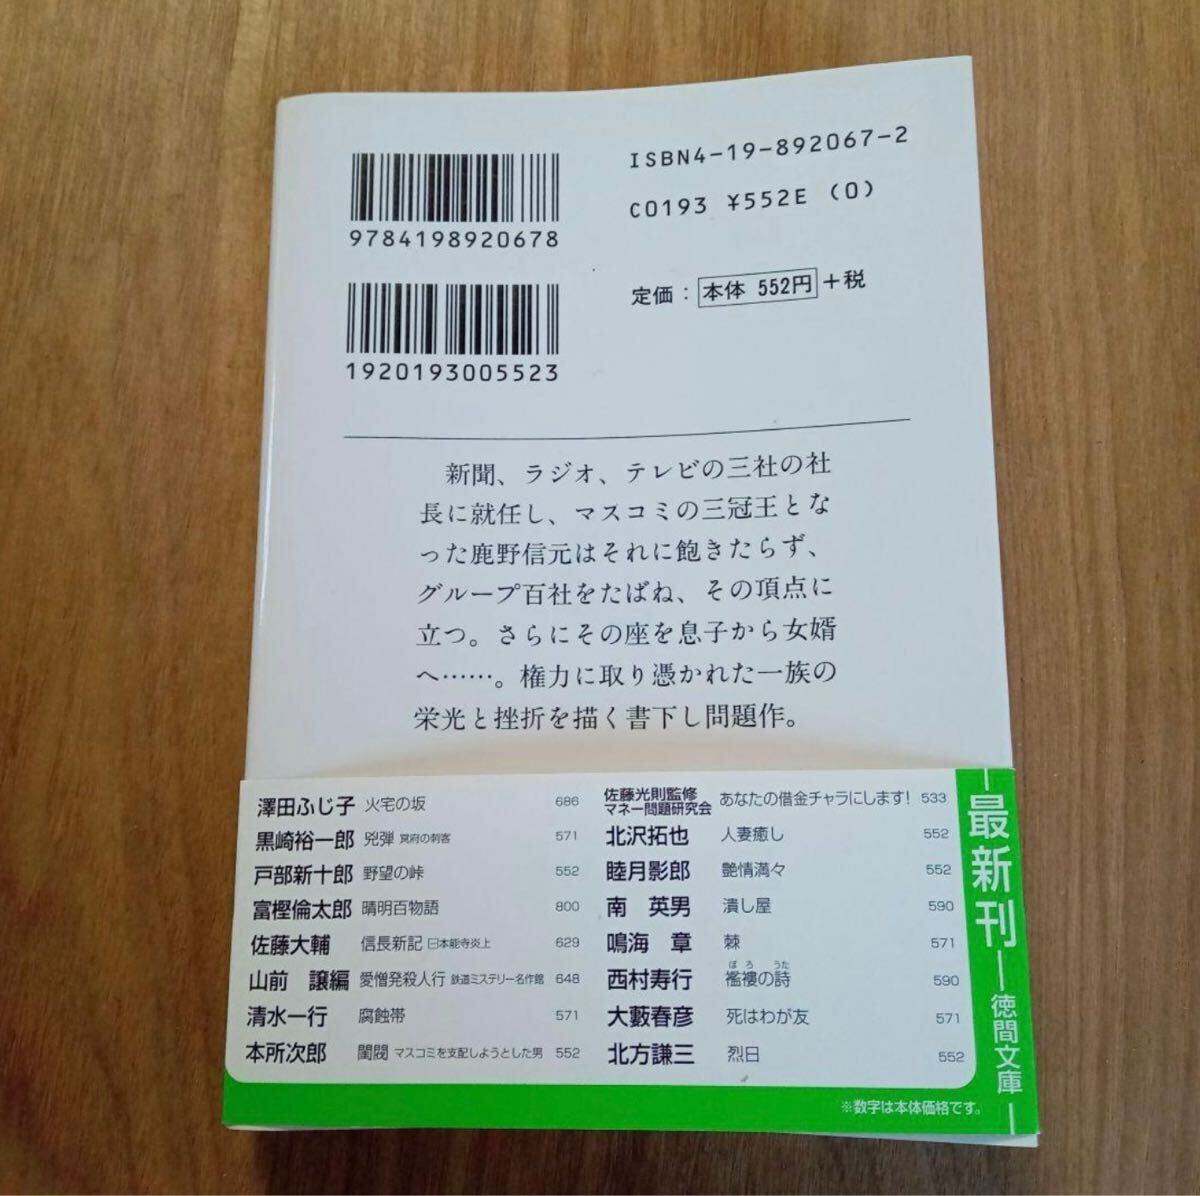 ISBN4-19-892067-2
C0193 ¥552E (0)
定価：本体 552円＋税
9784198920678
1920193005523
新聞、ラジオ、テレビの三社の社
長に就任し、マスコミの三冠王とな
った鹿野信元はそれに飽きたらず、
グループ百社をたばね、その頂点に
立つ。さらにその座を息子から女婿
へ……。権力に取り憑かれた一族の
栄光と挫折を描く書下し問題作。
澤田ふじ子 火宅の坂 686
黒崎裕一郎 兇弾 冥府の刺客 571
戸部新十郎 野望の峠 552
富樫倫太郎 晴明百物語 800
佐藤大輔 信長新記 日本能寺炎上 629
山前 譲編 愛憎発殺人行 鉄道ミステリー名作館 648
清水一行 腐蝕帯 571
本所次郎 閨閥 マスコミを支配しようとした男 552
佐藤光則監修
マネー問題研究会 あなたの借金チャラにします! 533
北沢拓也 人妻癒し 552
睦月影郎 艶情満々 552
南 英男 潰し屋 590
鳴海 章 棘 571
西村寿行 襤褸の詩 590
ぼろ うた
大藪春彦 死はわが友 571
北方謙三 烈日 552
最新刊
徳間文庫
※数字は本体価格です。